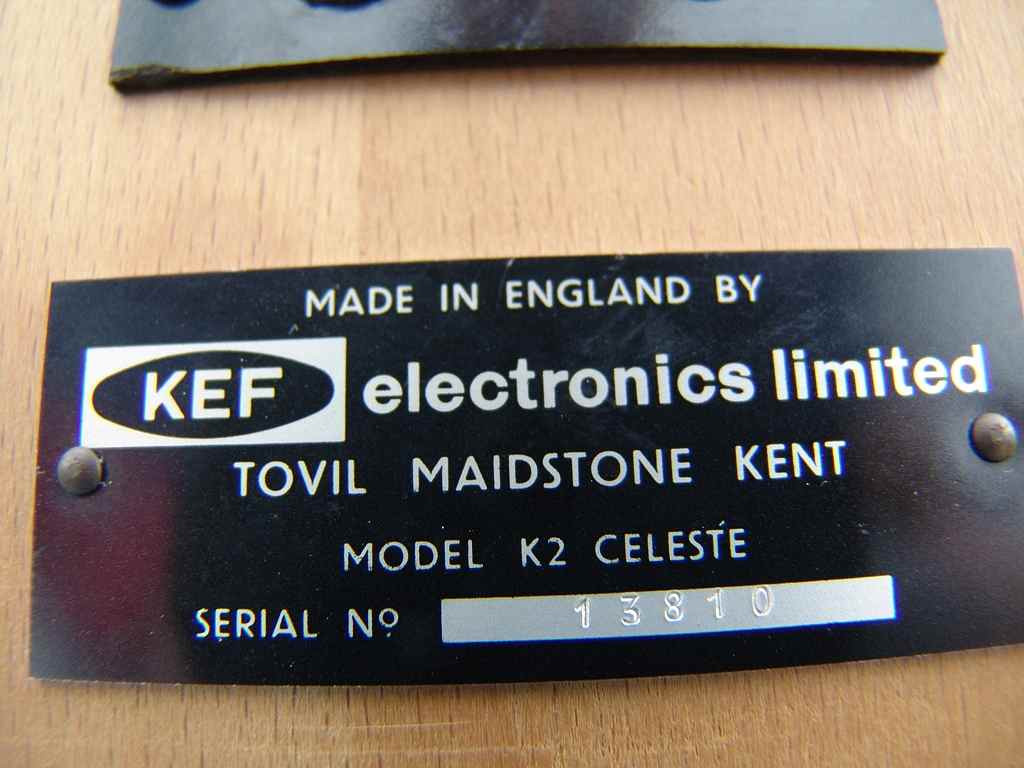 MADE IN ENGLAND BY
KEF electronics limited
TOVIL MAIDSTONE KENT
MODEL K2 CELESTE
SERIAL Nº 13810